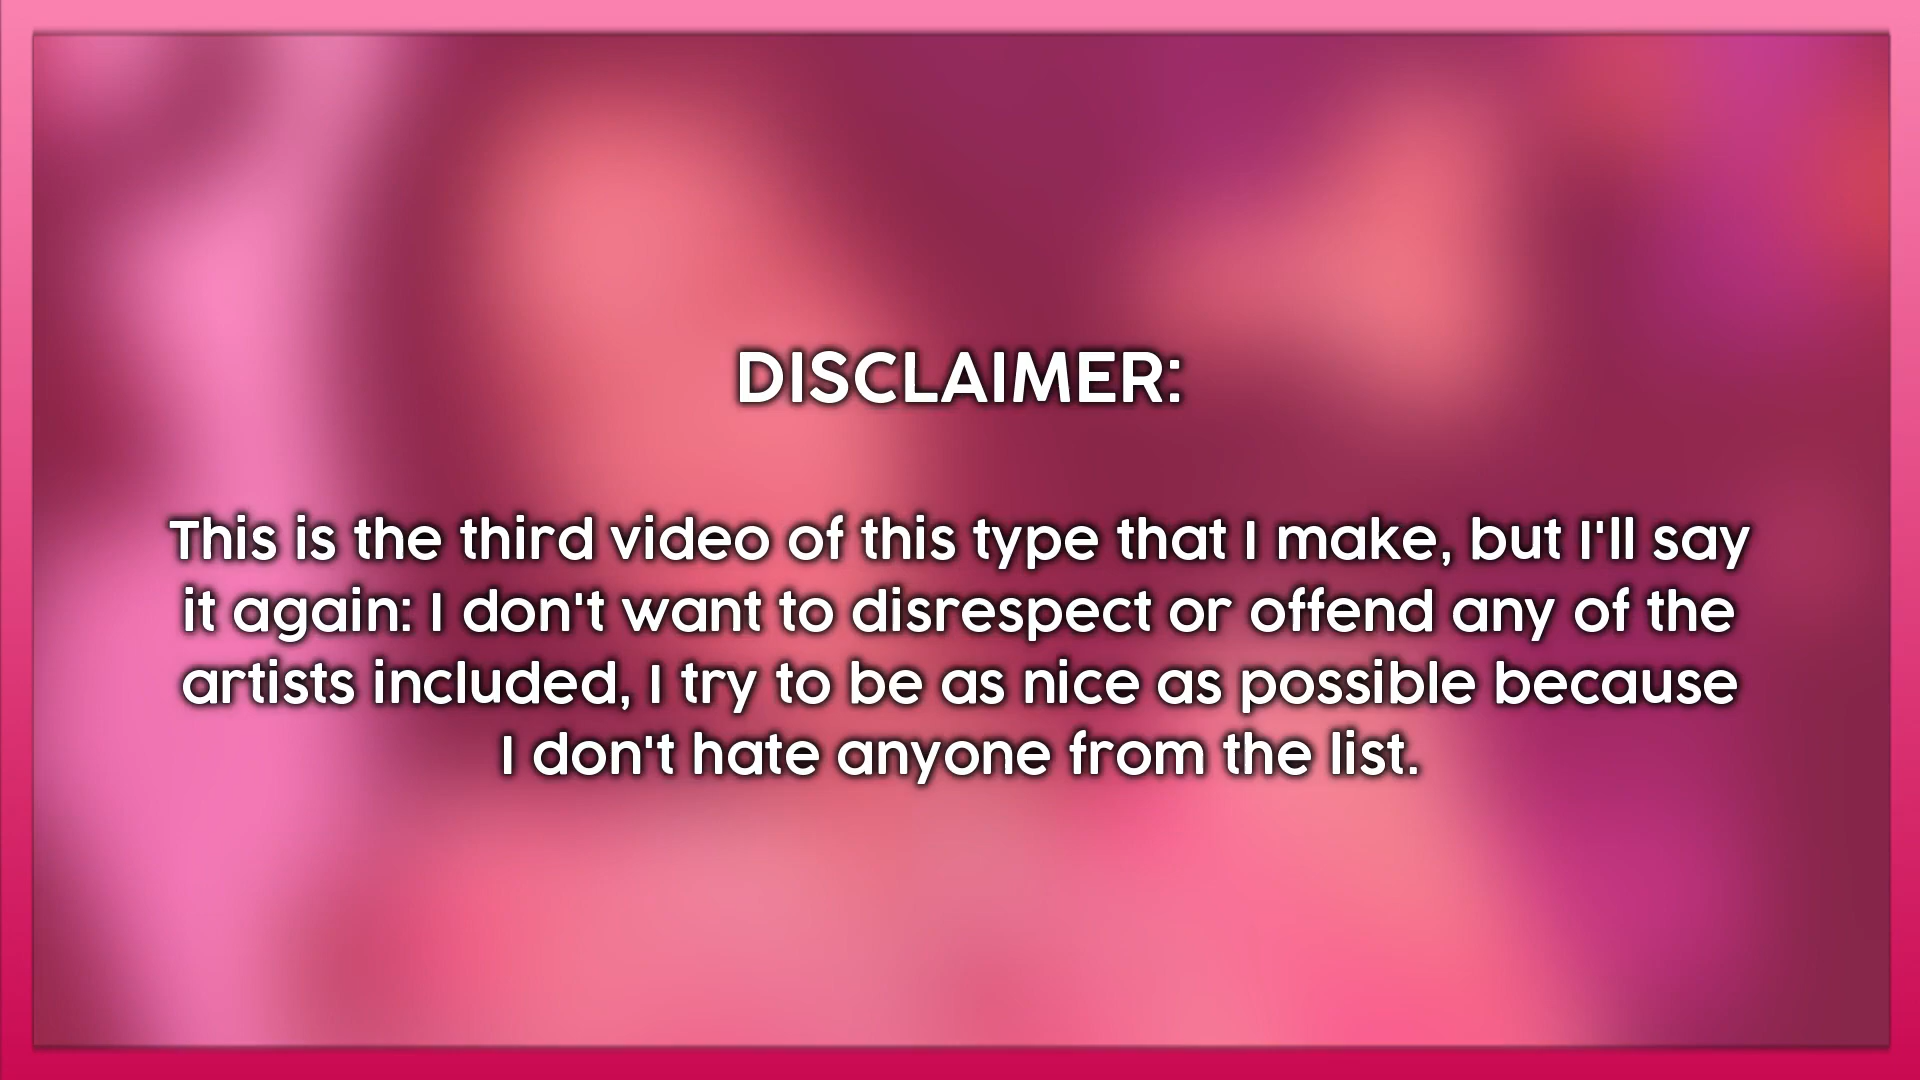 DISCLAIMER:
This is the third video of this type that I make, but I'll say
it again: I don't want to disrespect or offend any of the
artists included, I try to be as nice as possible because
I don't hate anyone from the list.